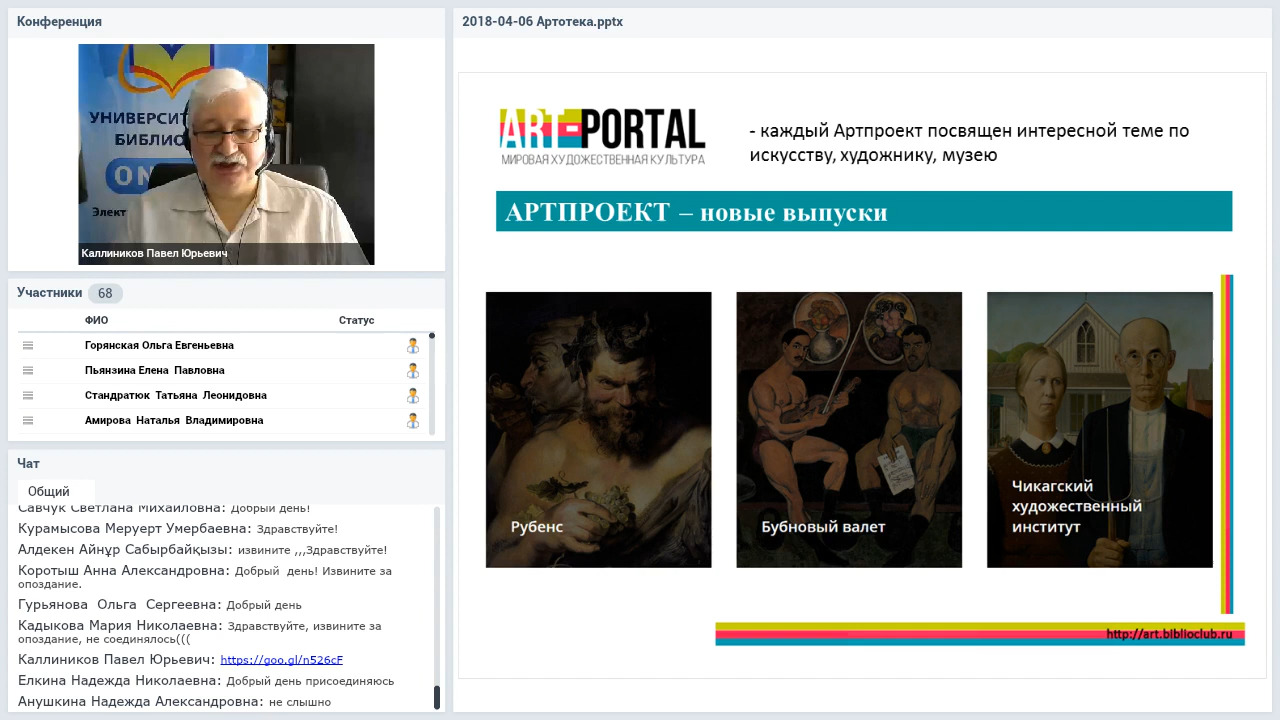 Конференция
УНИВЕРСИТ
БИБЛИО
ON
Элект
Каллиников Павел Юрьевич
Участники 68
ФИО Статус
Горянская Ольга Евгеньевна
Пьянзина Елена Павловна
Стандратюк Татьяна Леонидовна
Амирова Наталья Владимировна
Чат
Общий
Савчук Светлана Михайловна: Добрый день!
Курамысова Меруерт Умербаевна: Здравствуйте!
Алдекен Айнұр Сабырбайқызы: извините ,,,Здравствуйте!
Коротыш Анна Александровна: Добрый день! Извините за
опоздание.
Гурьянова Ольга Сергеевна: Добрый день
Кадыкова Мария Николаевна: Здравствуйте, извините за
опоздание, не соединялось(((
Каллиников Павел Юрьевич: https://goo.gl/n526cF
Елкина Надежда Николаевна: Добрый день присоединяюсь
Анушкина Надежда Александровна: не слышно
2018-04-06 Артотека.pptx
ART-PORTAL
МИРОВАЯ ХУДОЖЕСТВЕННАЯ КУЛЬТУРА
- каждый Артпроект посвящен интересной теме по
искусству, художнику, музею
АРТПРОЕКТ – новые выпуски
Рубенс
Бубновый валет
Чикагский
художественный
институт
http://art.biblioclub.ru